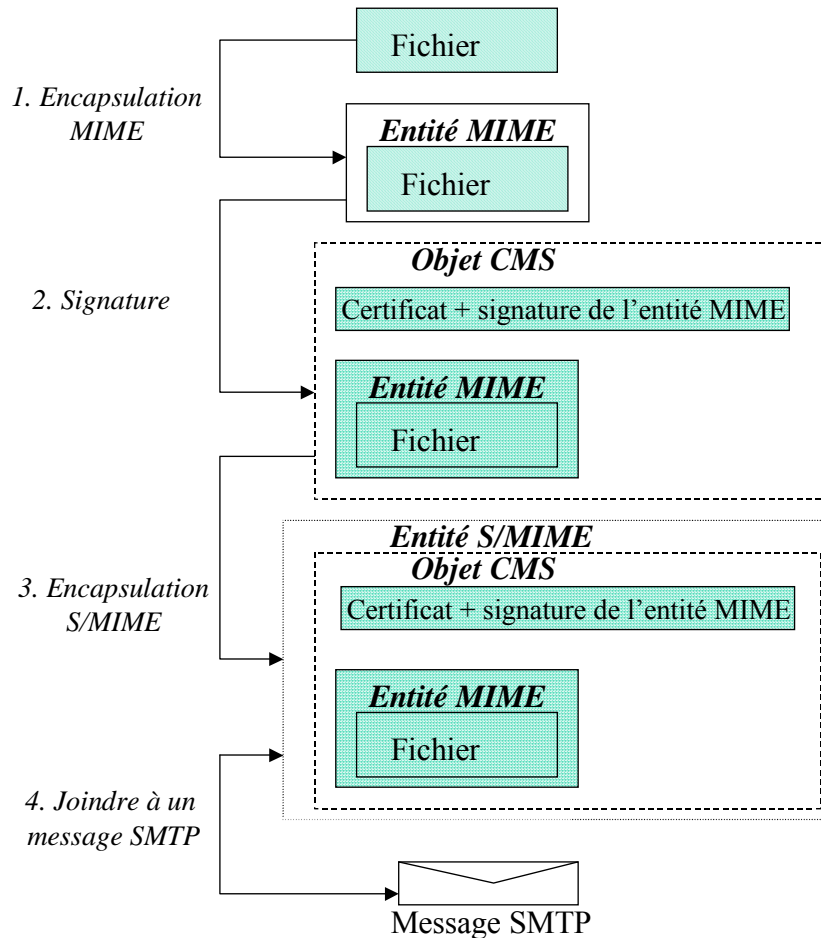 Fichier
1. Encapsulation
MIME
Entité MIME
Fichier
2. Signature
Objet CMS
Certificat + signature de l’entité MIME
Entité MIME
Fichier
3. Encapsulation
S/MIME
Entité S/MIME
Objet CMS
Certificat + signature de l’entité MIME
Entité MIME
Fichier
4. Joindre à un
message SMTP
Message SMTP